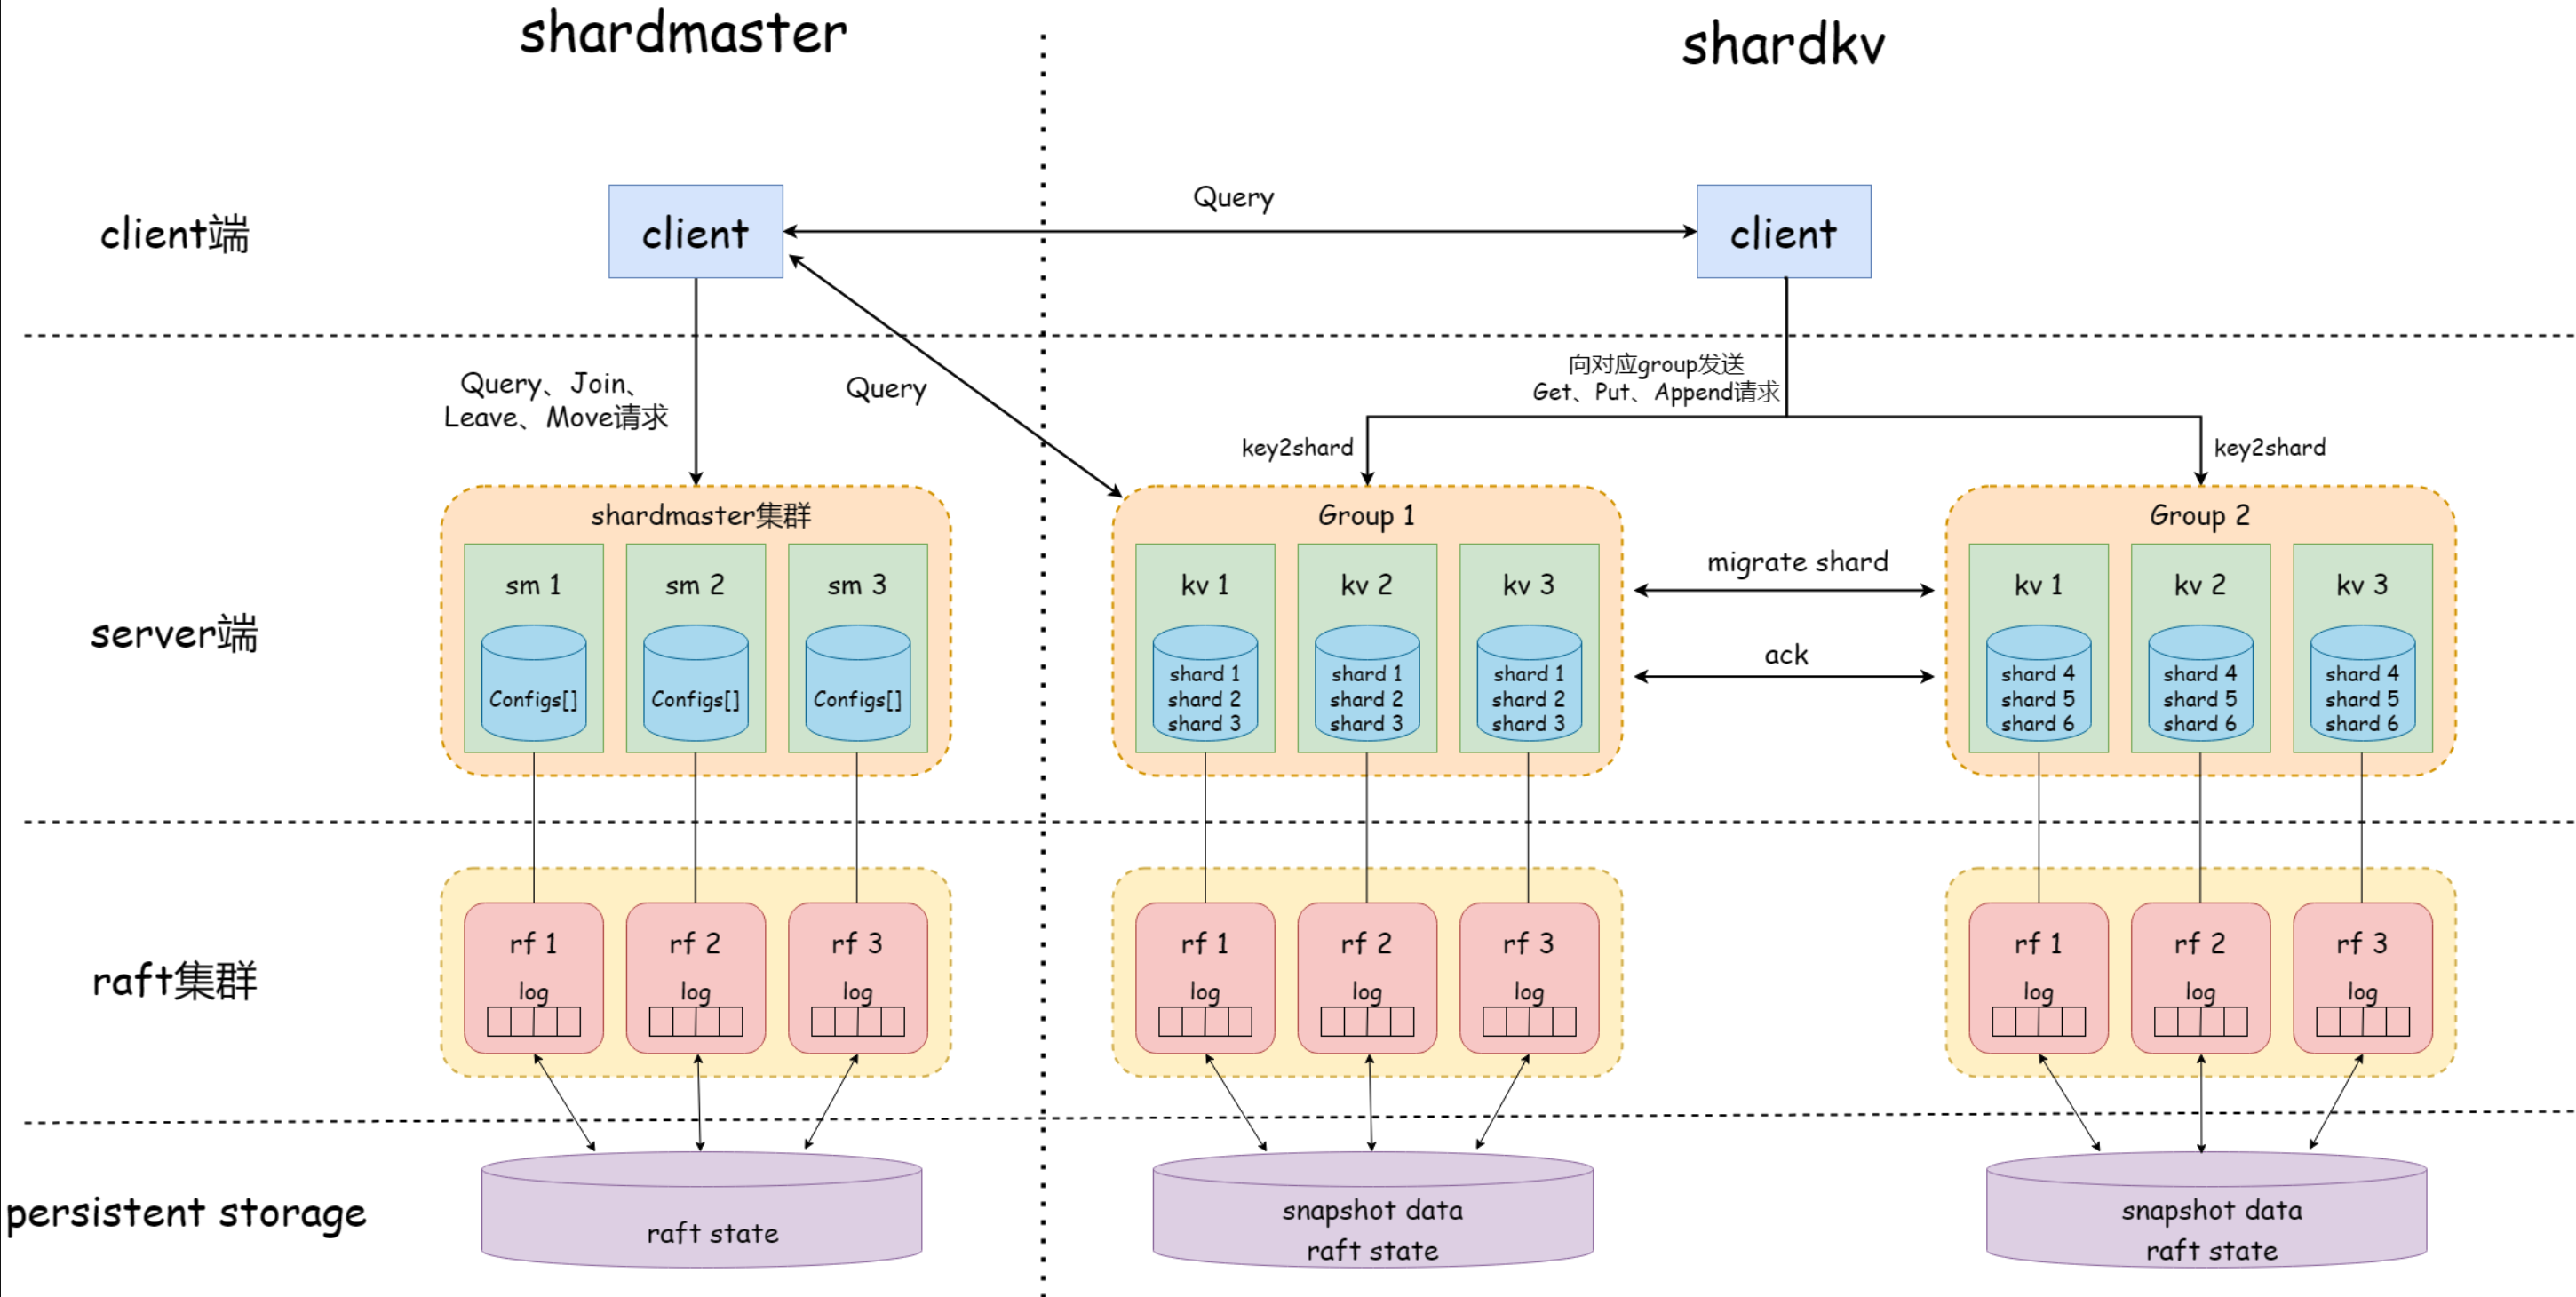 shardmaster
shardkv
client端
client
Query
client
Query、Join、
Leave、Move请求
Query
向对应group发送
Get、Put、Append请求
key2shard
key2shard
server端
shardmaster集群
sm 1
sm 2
sm 3
Configs[]
Configs[]
Configs[]
Group 1
kv 1
kv 2
kv 3
shard 1
shard 2
shard 3
shard 1
shard 2
shard 3
shard 1
shard 2
shard 3
migrate shard
ack
Group 2
kv 1
kv 2
kv 3
shard 4
shard 5
shard 6
shard 4
shard 5
shard 6
shard 4
shard 5
shard 6
raft集群
rf 1
log
rf 2
log
rf 3
log
rf 1
log
rf 2
log
rf 3
log
rf 1
log
rf 2
log
rf 3
log
persistent storage
raft state
snapshot data
raft state
snapshot data
raft state